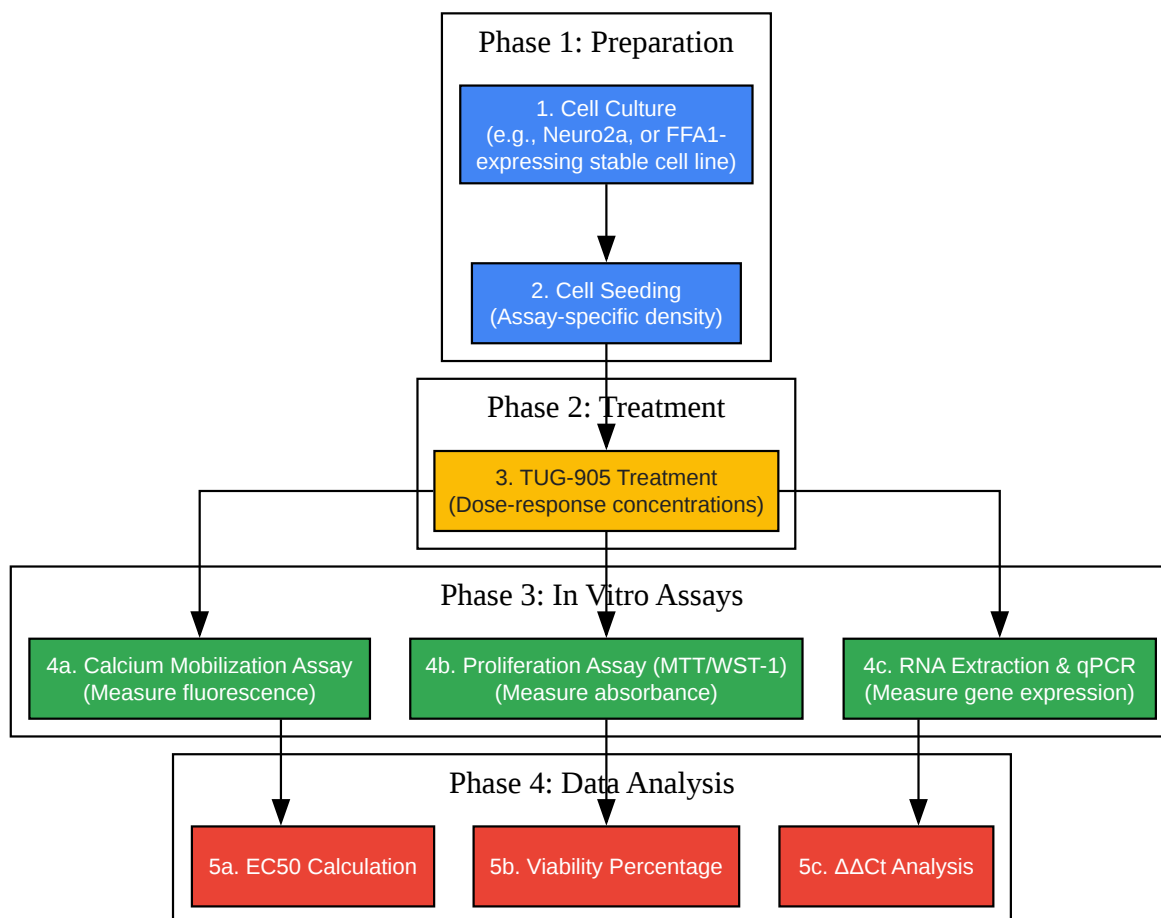 Phase 1: Preparation
1. Cell Culture
(e.g., Neuro2a, or FFA1-
expressing stable cell line)
2. Cell Seeding
(Assay-specific density)
Phase 2: Treatment
3. TUG-905 Treatment
(Dose-response concentrations)
Phase 3: In Vitro Assays
4a. Calcium Mobilization Assay
(Measure fluorescence)
4b. Proliferation Assay (MTT/WST-1)
(Measure absorbance)
4c. RNA Extraction & qPCR
(Measure gene expression)
Phase 4: Data Analysis
5a. EC50 Calculation
5b. Viability Percentage
5c. ΔΔCt Analysis